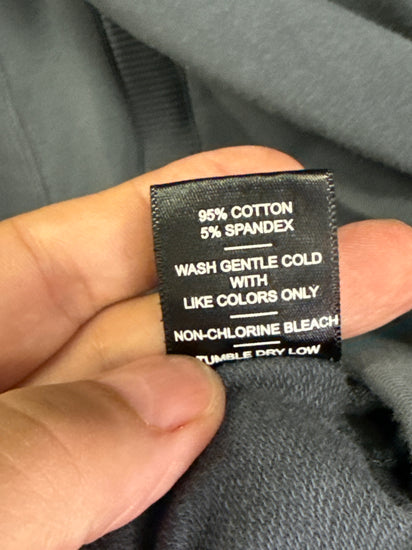 95% COTTON
5% SPANDEX
WASH GENTLE COLD
WITH
LIKE COLORS ONLY
NON-CHLORINE BLEACH
TUMBLE DRY LOW